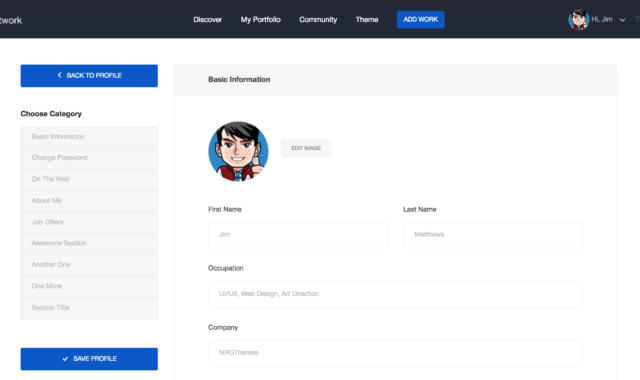 twork Discover My Portfolio Community Theme ADD WORK Hi, Jim
BACK TO PROFILE
Basic Information
Choose Category
Basic Information
Change Password
On The Web
About Me
Job Offers
Awesome Section
Another One
One More
Section Title
SAVE PROFILE
EDIT IMAGE
First Name Last Name
Jim Matthews
Occupation
UI/UX, Web Design, Art Direction
Company
NRGThemes